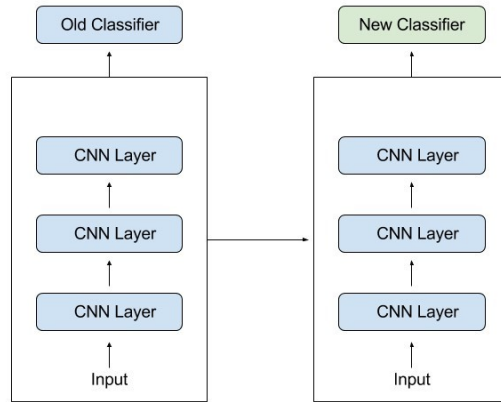 Old Classifier
CNN Layer
CNN Layer
CNN Layer
Input
New Classifier
CNN Layer
CNN Layer
CNN Layer
Input